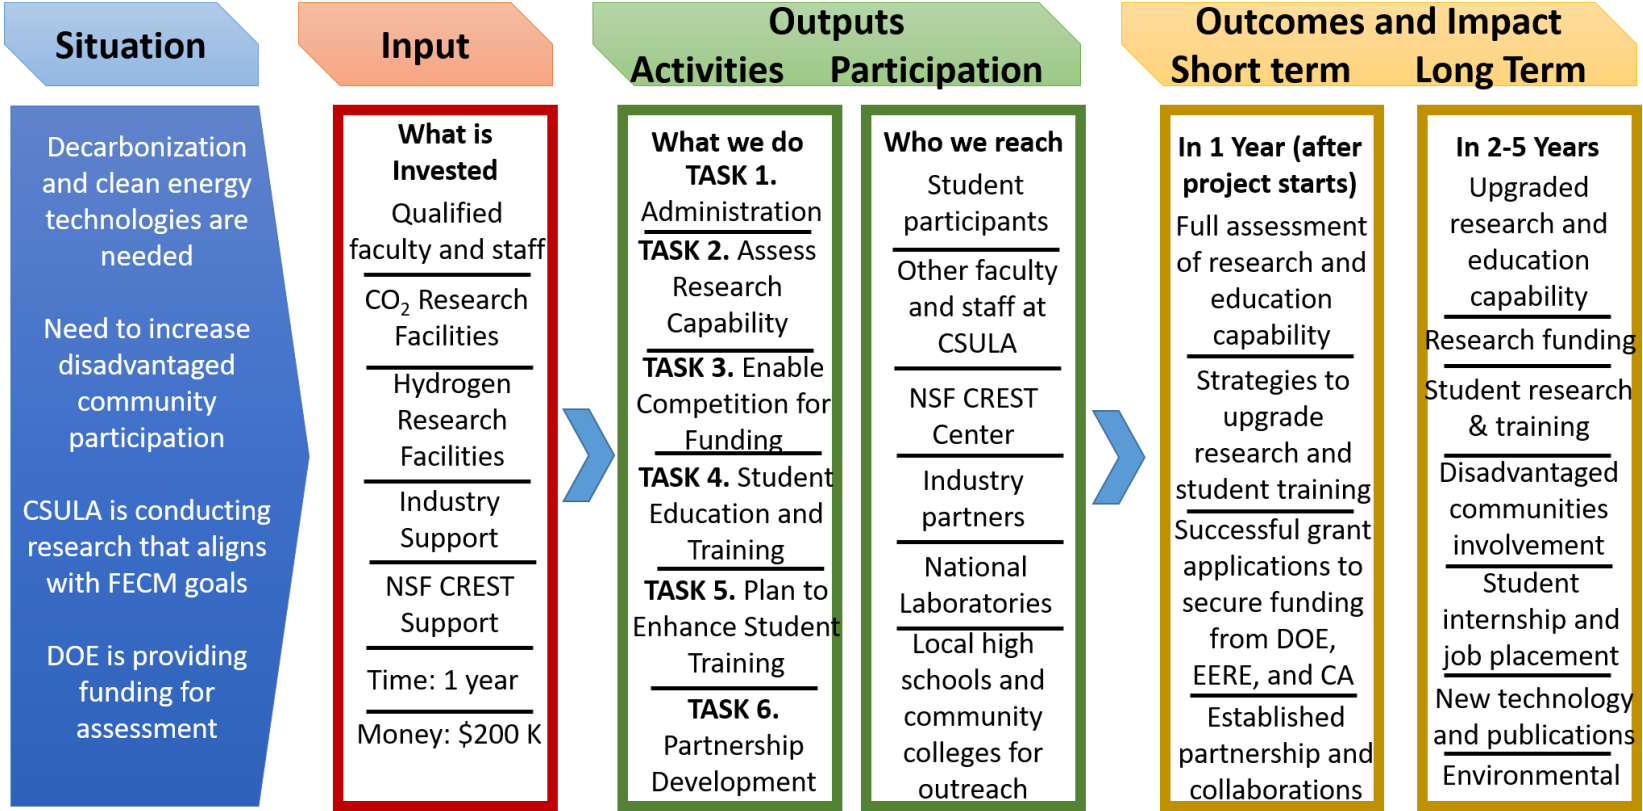 Situation
Decarbonization
and clean energy
technologies are
needed
Need to increase
disadvantaged
community
participation
CSULA is conducting
research that aligns
with FECM goals
DOE is providing
funding for
assessment
Input
What is
Invested
Qualified
faculty and staff
CO₂ Research
Facilities
Hydrogen
Research
Facilities
Industry
Support
NSF CREST
Support
Time: 1 year
Money: $200 K
Outputs
Activities
What we do
TASK 1.
Administration
TASK 2. Assess
Research
Capability
TASK 3. Enable
Competition for
Funding
TASK 4. Student
Education and
Training
TASK 5. Plan to
Enhance Student
Training
TASK 6.
Partnership
Development
Participation
Who we reach
Student
participants
Other faculty
and staff at
CSULA
NSF CREST
Center
Industry
partners
National
Laboratories
Local high
schools and
community
colleges for
outreach
Outcomes and Impact
Short term
In 1 Year (after
project starts)
Full assessment
of research and
education
capability
Strategies to
upgrade
research and
student training
Successful grant
applications to
secure funding
from DOE,
EERE, and CA
Established
partnership and
collaborations
Long Term
In 2-5 Years
Upgraded
research and
education
capability
Research funding
Student research
& training
Disadvantaged
communities
involvement
Student
internship and
job placement
New technology
and publications
Environmental